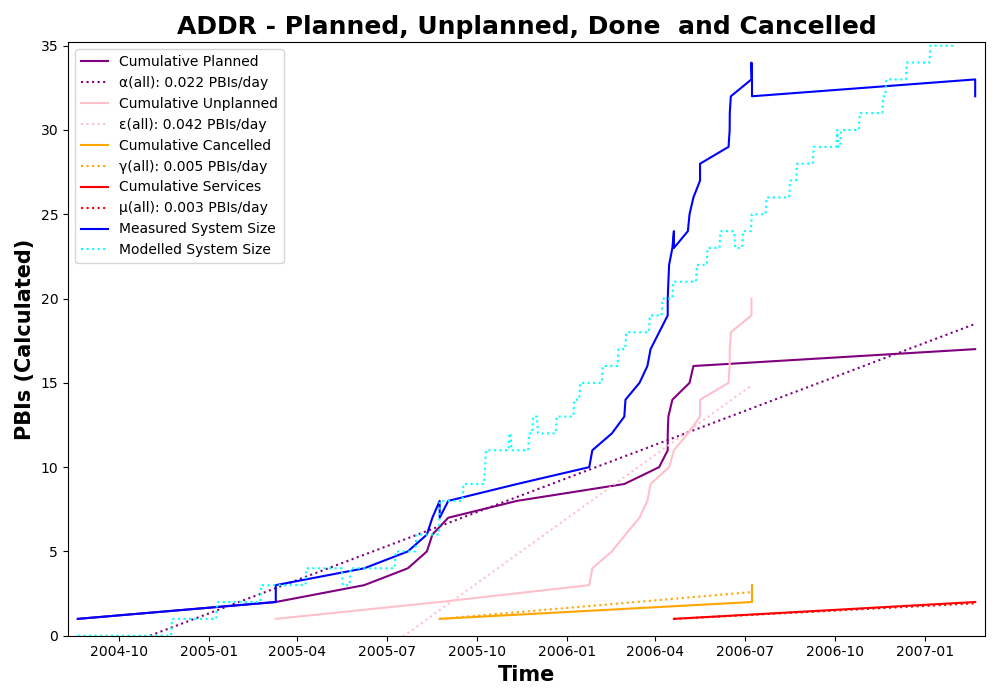 ADDR - Planned, Unplanned, Done  and Cancelled
Cumulative Planned
α(all): 0.022 PBIs/day
Cumulative Unplanned
ε(all): 0.042 PBIs/day
Cumulative Cancelled
γ(all): 0.005 PBIs/day
Cumulative Services
μ(all): 0.003 PBIs/day
Measured System Size
Modelled System Size
PBIs (Calculated)
35
30
25
20
15
10
5
0
2004-10 2005-01 2005-04 2005-07 2005-10 2006-01 2006-04 2006-07 2006-10 2007-01
Time